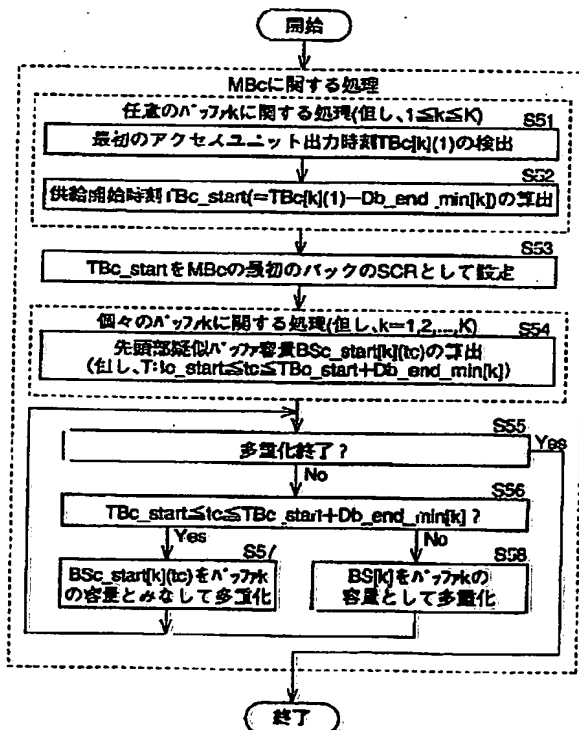 開始
MBcに関する処理
任意のバッファkに関する処理(但し、1≦k≦K)
S51
最初のアクセスユニット出力時刻TBc[k](1)の検出
S52
供給開始時刻TBc_start(=TBc[k](1)−Db_end_min[k])の算出
S53
TBc_startをMBcの最初のパックのSCRとして設定
個々のバッファkに関する処理(但し、k=1,2,...,K)
S54
先頭部疑似バッファ容量BSc_start[k](tc)の算出
(但し、TBc_start≦tc≦TBc_start+Db_end_min[k])
S55
多重化終了?
Yes
No
S56
TBc_start≦tc≦TBc_start+Db_end_min[k]?
Yes
No
S57
BSc_start[k](tc)をバッファk
の容量とみなして多重化
S58
BS[k]をバッファkの
容量として多重化
終了